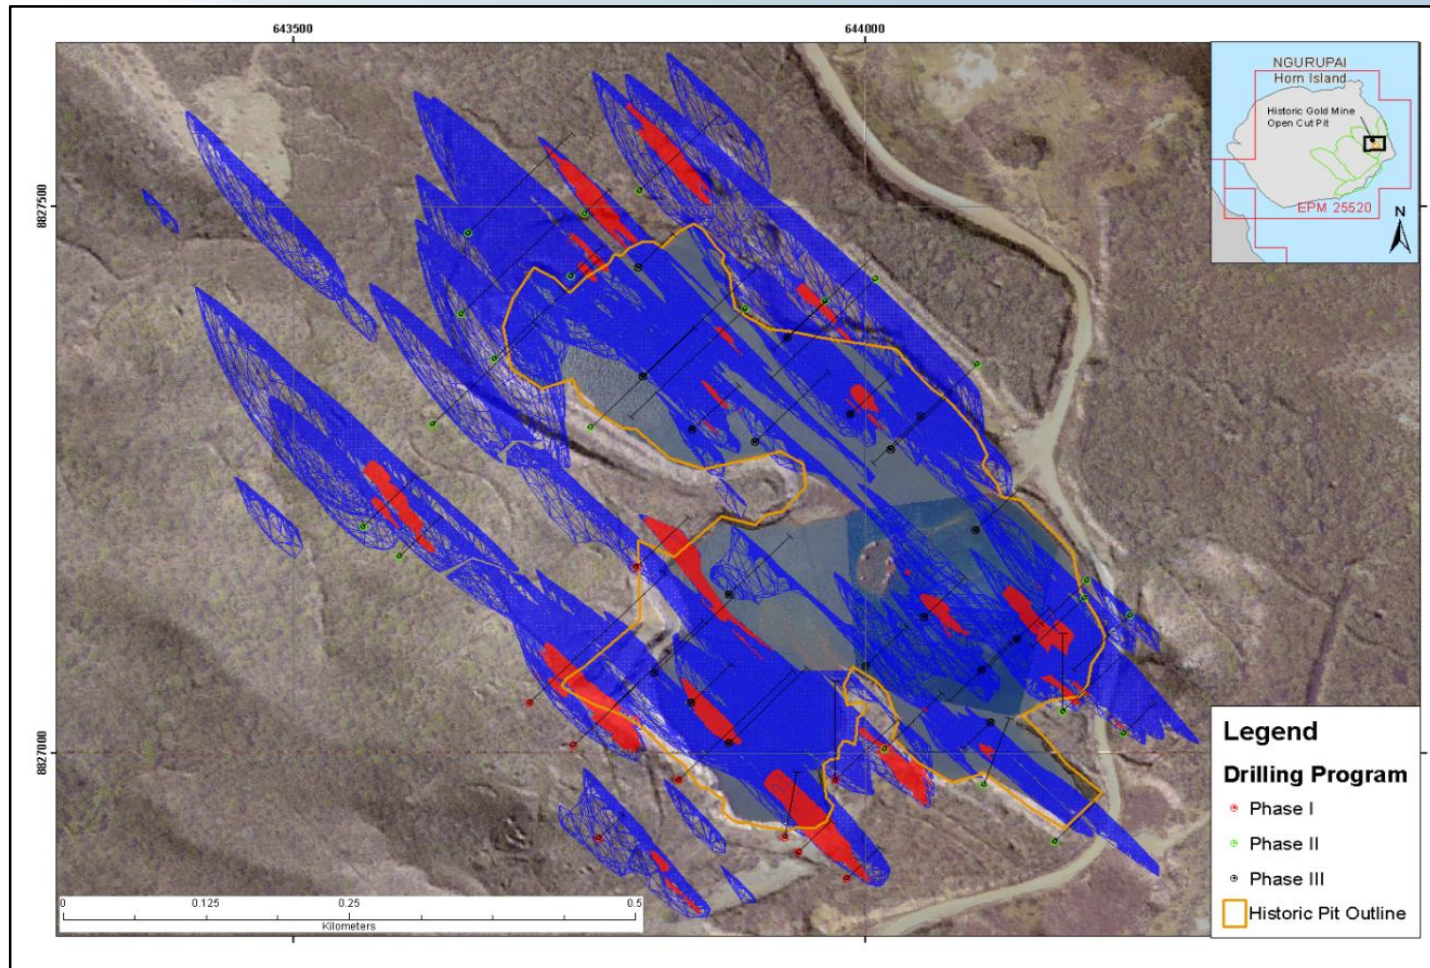 643500
644000
8827500
8827000
NGURUPAI
Horn Island
Historic Gold Mine
Open Cut Pit
EPM 25520
N
Legend
Drilling Program
Phase I
Phase II
Phase III
Historic Pit Outline
0
0.125
0.25
0.5
Kilometers